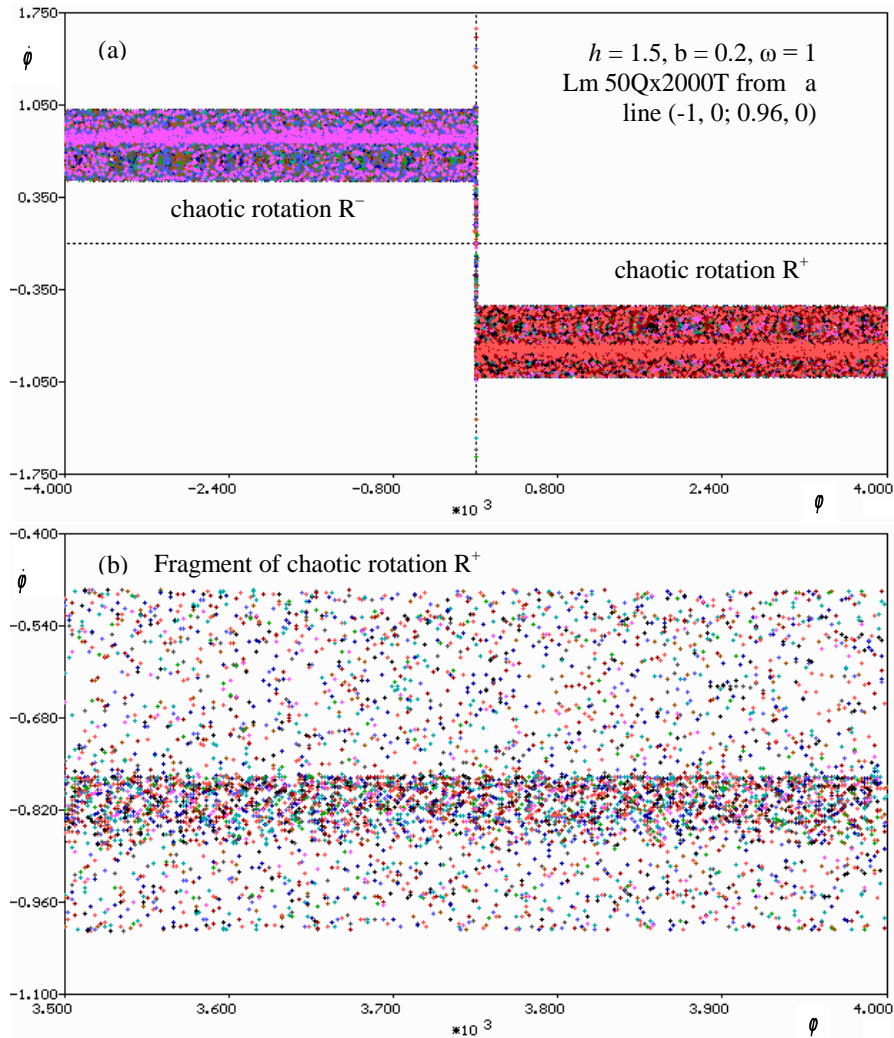 1.750
(a)
φ̇
h = 1.5, b = 0.2, ω = 1
Lm 50Qx2000T from a
line (-1, 0; 0.96, 0)
1.050
0.350
chaotic rotation R⁻
chaotic rotation R⁺
-0.350
-1.050
-1.750
-4.000 -2.400 -0.800 0.800 2.400 4.000
*10 3
φ
-0.400
(b) Fragment of chaotic rotation R⁺
φ̇
-0.540
-0.680
-0.820
-0.960
-1.100
3.500 3.600 3.700 3.800 3.900 4.000
*10 3
φ